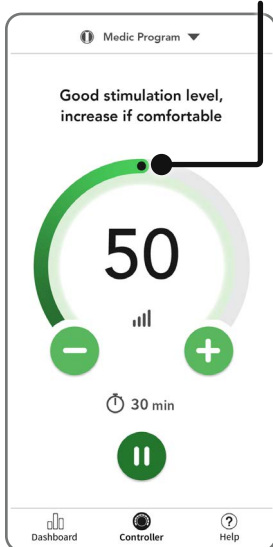 Medic Program
Good stimulation level,
increase if comfortable
50
30 min
Dashboard Controller Help